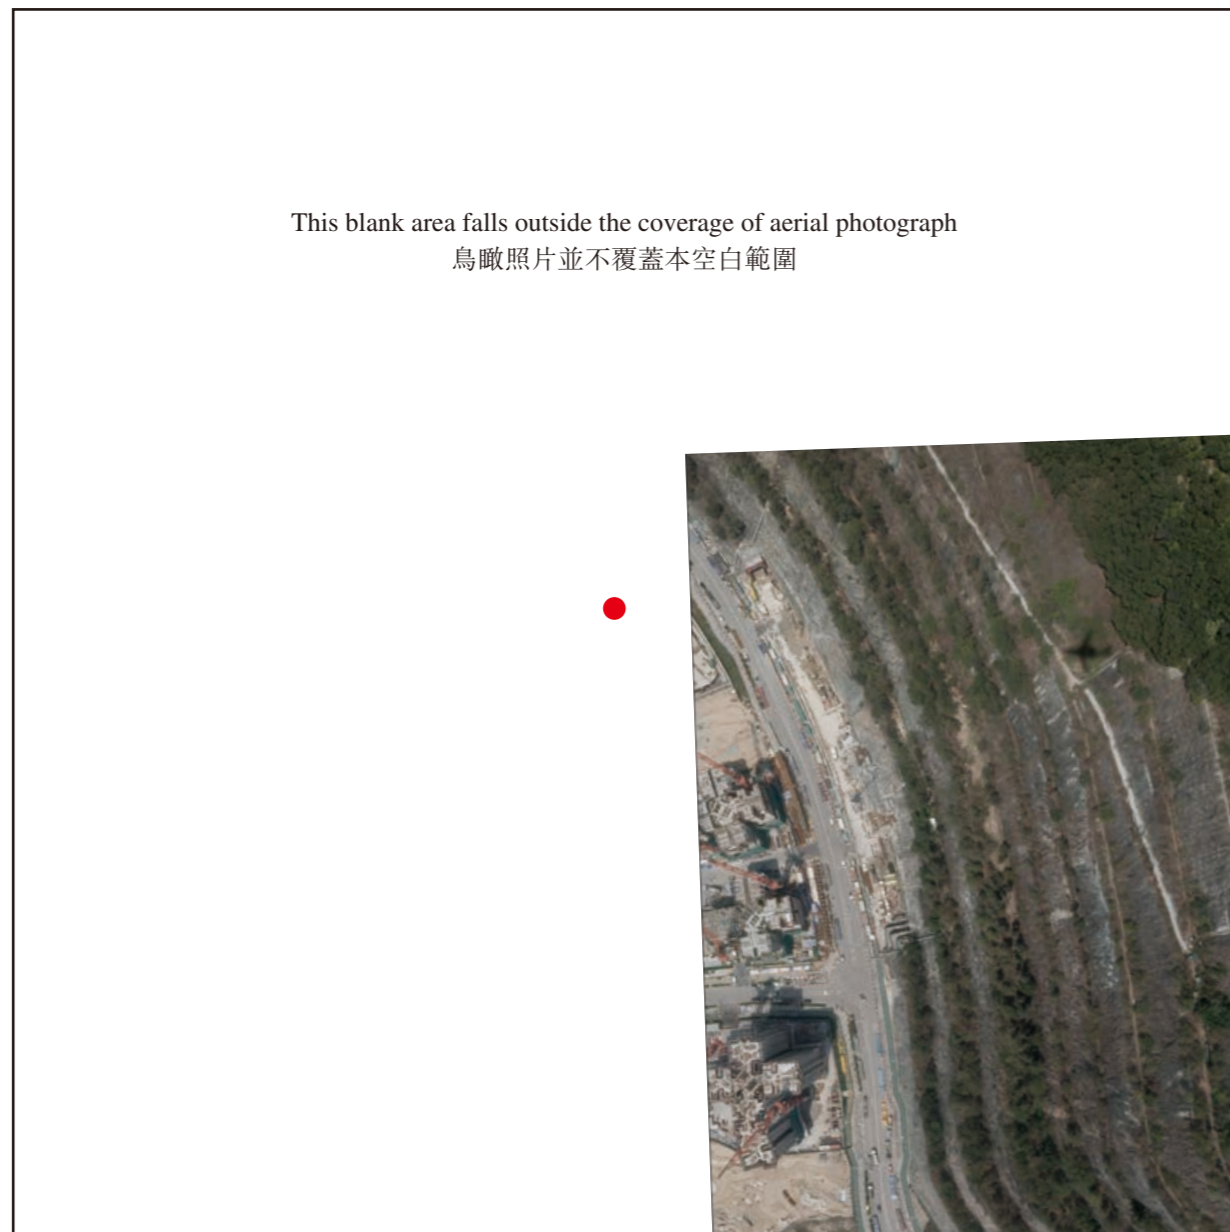 This blank area falls outside the coverage of aerial photograph
鳥瞰照片並不覆蓋本空白範圍